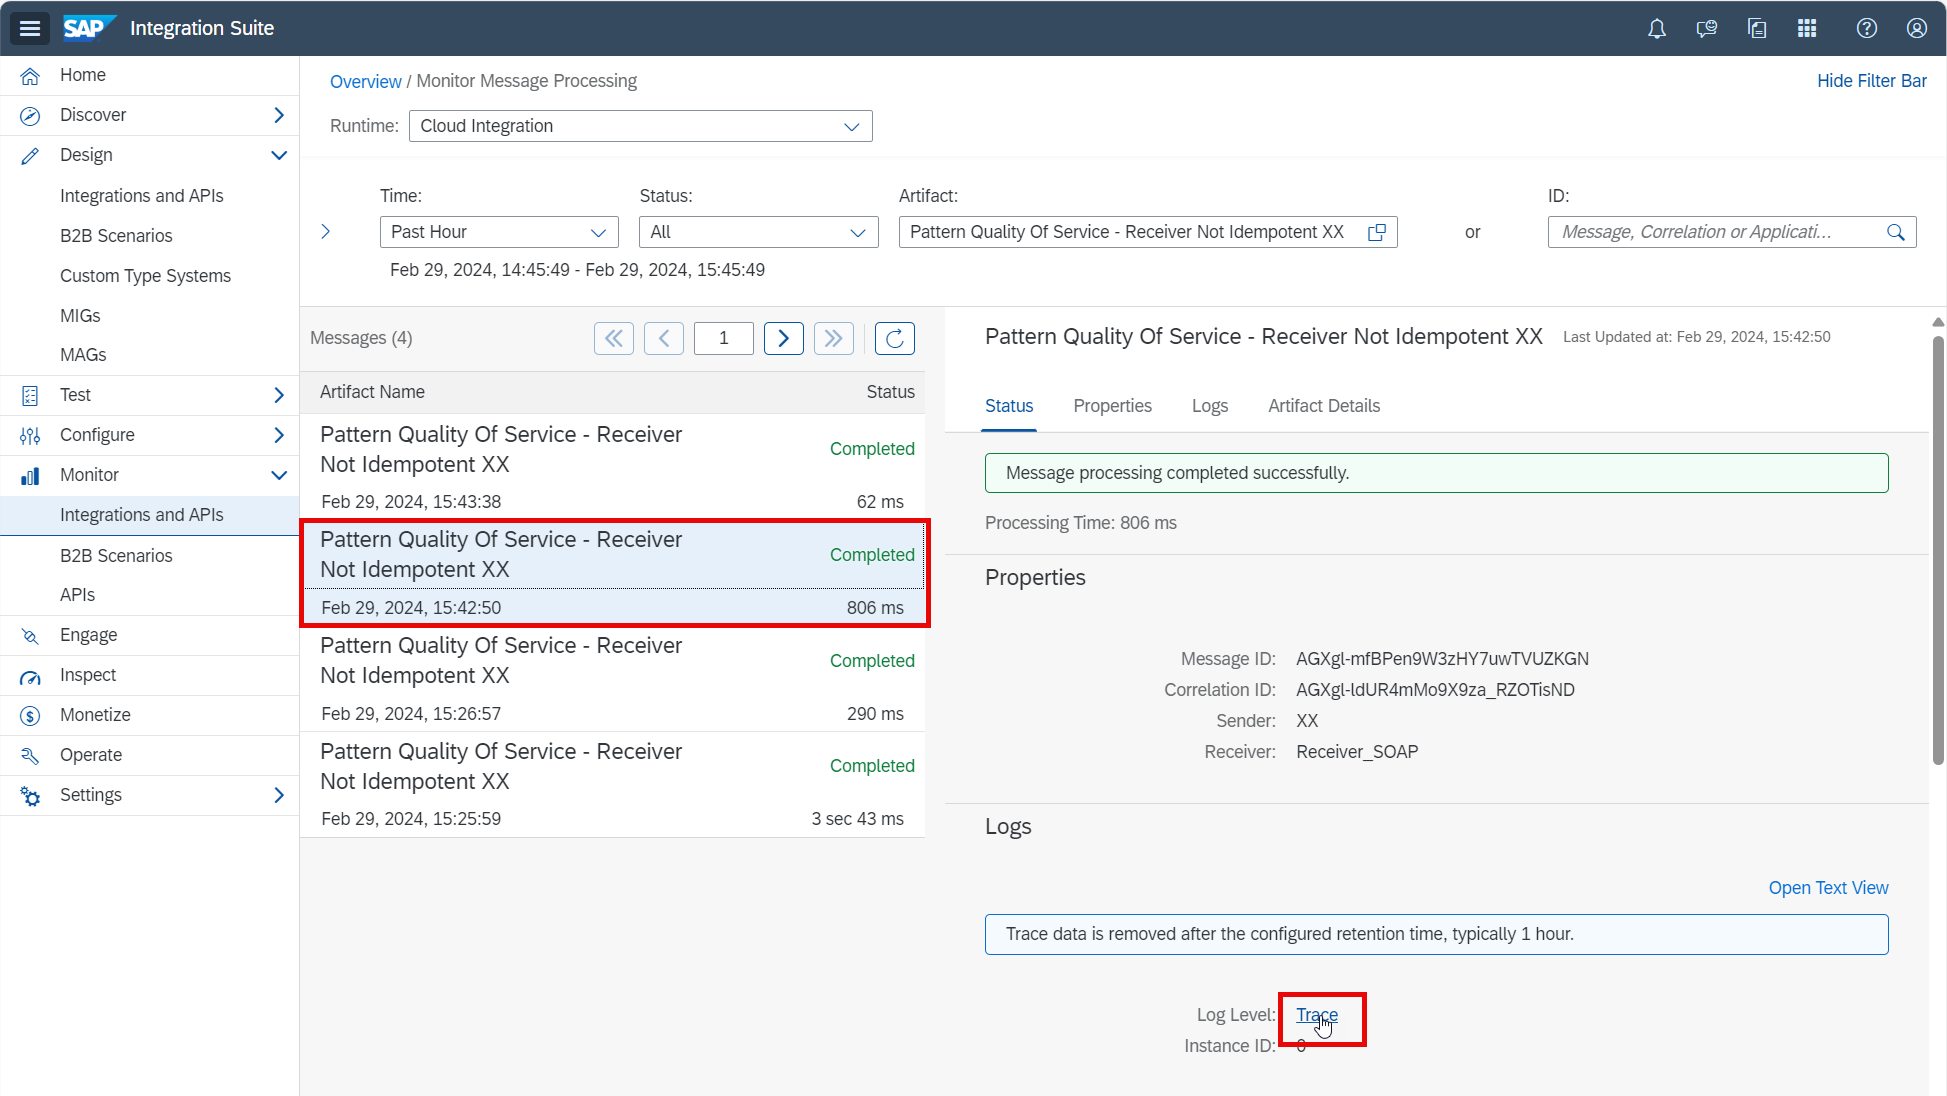 SAP Integration Suite
Home
Discover
Design
Integrations and APIs
B2B Scenarios
Custom Type Systems
MIGs
MAGs
Test
Configure
Monitor
Integrations and APIs
B2B Scenarios
APIs
Engage
Inspect
Monetize
Operate
Settings
Overview / Monitor Message Processing
Hide Filter Bar
Runtime: Cloud Integration
Time: Status: Artifact: ID:
Past Hour All Pattern Quality Of Service - Receiver Not Idempotent XX or Message, Correlation or Applicati...
Feb 29, 2024, 14:45:49 - Feb 29, 2024, 15:45:49
Messages (4) 1
Artifact Name Status
Pattern Quality Of Service - Receiver
Not Idempotent XX
Completed
Feb 29, 2024, 15:43:38 62 ms
Pattern Quality Of Service - Receiver
Not Idempotent XX
Completed
Feb 29, 2024, 15:42:50 806 ms
Pattern Quality Of Service - Receiver
Not Idempotent XX
Completed
Feb 29, 2024, 15:26:57 290 ms
Pattern Quality Of Service - Receiver
Not Idempotent XX
Completed
Feb 29, 2024, 15:25:59 3 sec 43 ms
Pattern Quality Of Service - Receiver Not Idempotent XX Last Updated at: Feb 29, 2024, 15:42:50
Status Properties Logs Artifact Details
Message processing completed successfully.
Processing Time: 806 ms
Properties
Message ID: AGXgl-mfBPen9W3zHY7uwTVUZKGN
Correlation ID: AGXgl-ldUR4mMo9X9za_RZOTisND
Sender: XX
Receiver: Receiver_SOAP
Logs
Open Text View
Trace data is removed after the configured retention time, typically 1 hour.
Log Level: Trace
Instance ID: 0